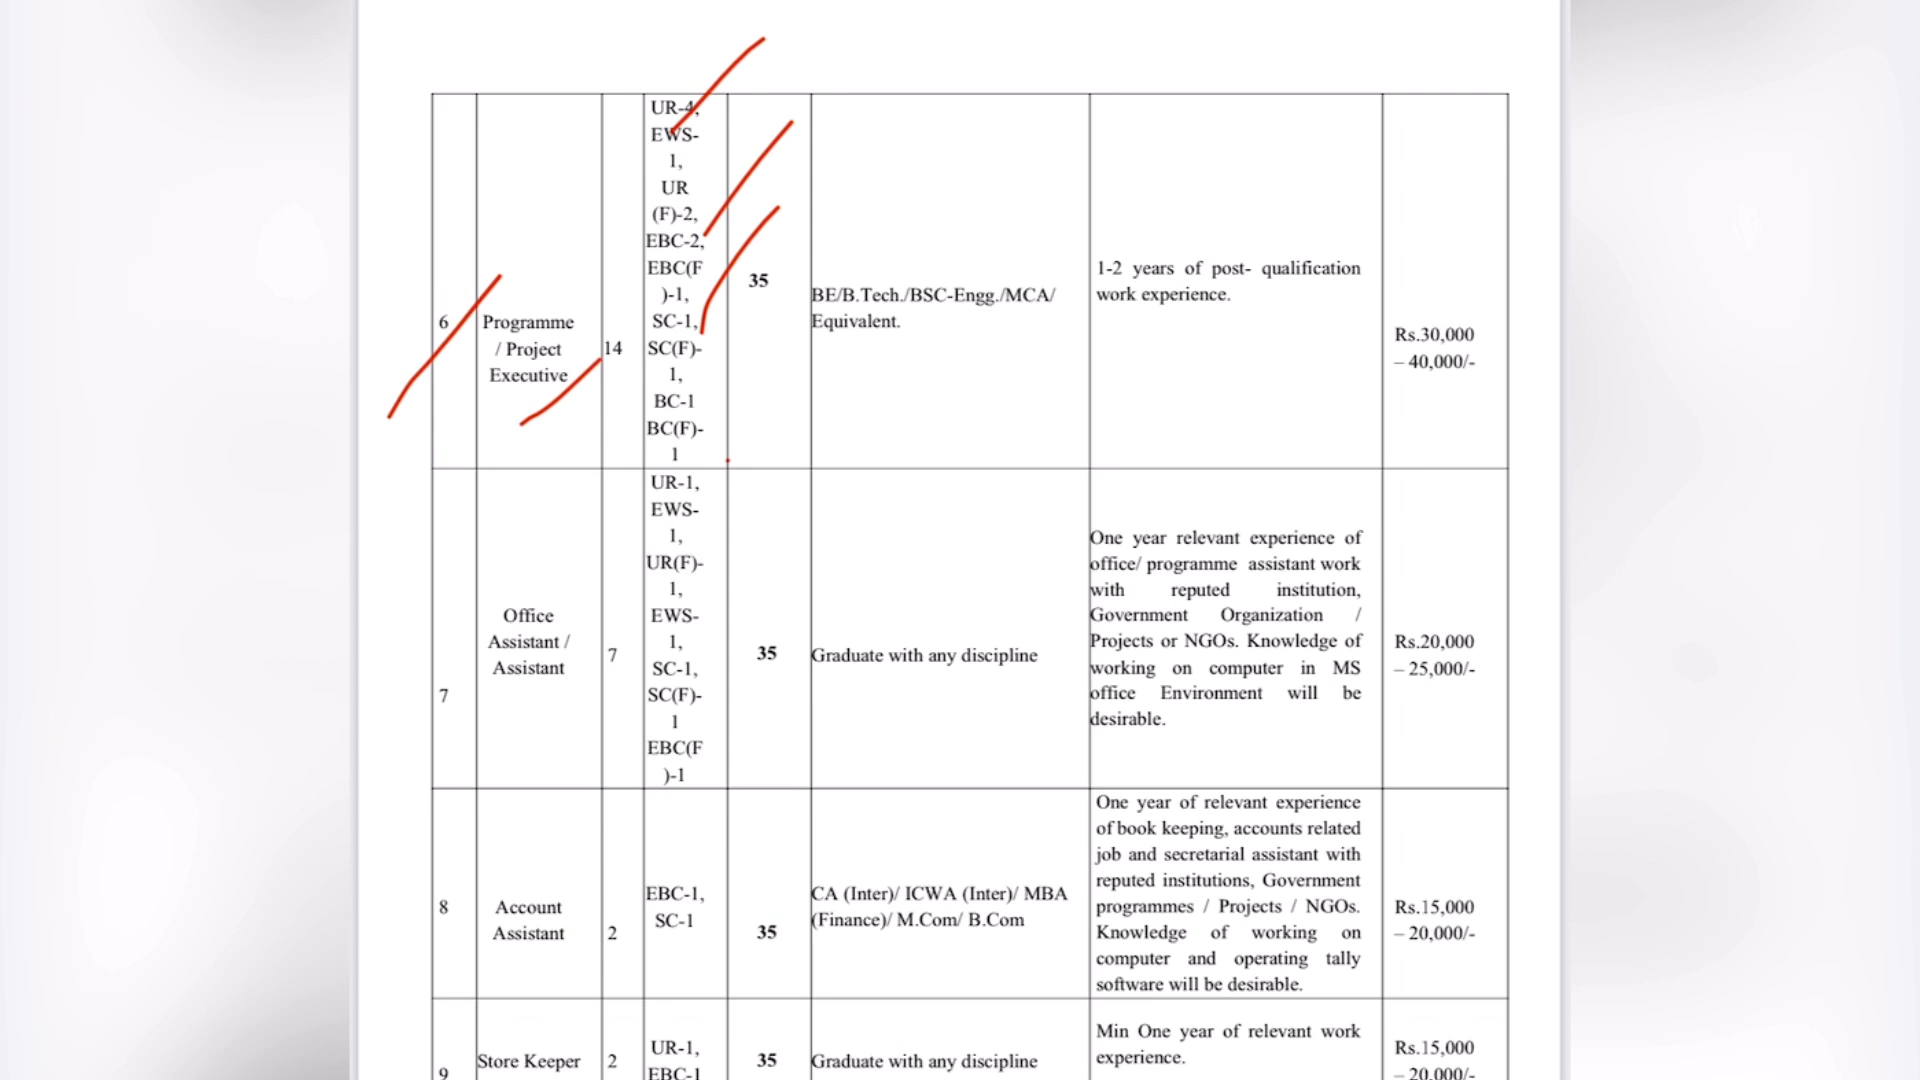 6
Programme
/ Project
Executive
14
UR-4,
EWS-
1,
UR
(F)-2,
EBC-2,
EBC(F
)-1,
SC-1,
SC(F)-
1,
BC-1
BC(F)-
1
35
BE/B.Tech./BSC-Engg./MCA/
Equivalent.
1-2 years of post- qualification
work experience.
Rs.30,000
– 40,000/-
7
Office
Assistant /
Assistant
7
UR-1,
EWS-
1,
UR(F)-
1,
EWS-
1,
SC-1,
SC(F)-
1
EBC(F
)-1
35
Graduate with any discipline
One year relevant experience of
office/ programme assistant work
with reputed institution,
Government Organization /
Projects or NGOs. Knowledge of
working on computer in MS
office Environment will be
desirable.
Rs.20,000
– 25,000/-
8
Account
Assistant
2
EBC-1,
SC-1
35
CA (Inter)/ ICWA (Inter)/ MBA
(Finance)/ M.Com/ B.Com
One year of relevant experience
of book keeping, accounts related
job and secretarial assistant with
reputed institutions, Government
programmes / Projects / NGOs.
Knowledge of working on
computer and operating tally
software will be desirable.
Rs.15,000
– 20,000/-
9
Store Keeper
2
UR-1,
EBC-1
35
Graduate with any discipline
Min One year of relevant work
experience.
Rs.15,000
– 20,000/-